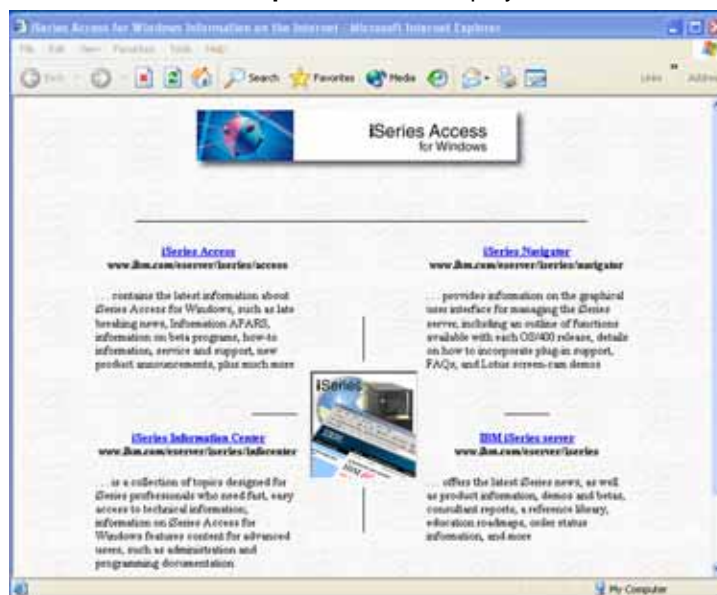 iSeries Access for Windows Information on the Internet - Microsoft Internet Explorer
File Edit View Favorites Tools Help
Back Search Favorites Media Links
iSeries Access
for Windows
iSeries Access
www.ibm.com/eserver/iseries/access
. . . contains the latest information about
iSeries Access for Windows, such as late
breaking news, Information APARS,
information on beta programs, how-to
information, service and support, new
product announcements, plus much more
iSeries Navigator
www.ibm.com/eserver/iseries/navigator
. . . provides information on the graphical
user interface for managing the iSeries
server, including an outline of functions
available with each OS/400 release, details
on how to incorporate plug-in support,
FAQs, and Lotus screen-cam demos
iSeries
IBM
iSeries Information Center
www.ibm.com/eserver/iseries/infocenter
. . . is a collection of topics designed for
iSeries professionals who need fast, easy
access to technical information;
information on iSeries Access for
Windows features content for advanced
users, such as administration and
programming documentation
IBM iSeries server
www.ibm.com/eserver/iseries
. . . offers the latest iSeries news, as well
as product information, demos and betas,
consultant reports, a reference library,
education roadmaps, order status
information, and more
My Computer